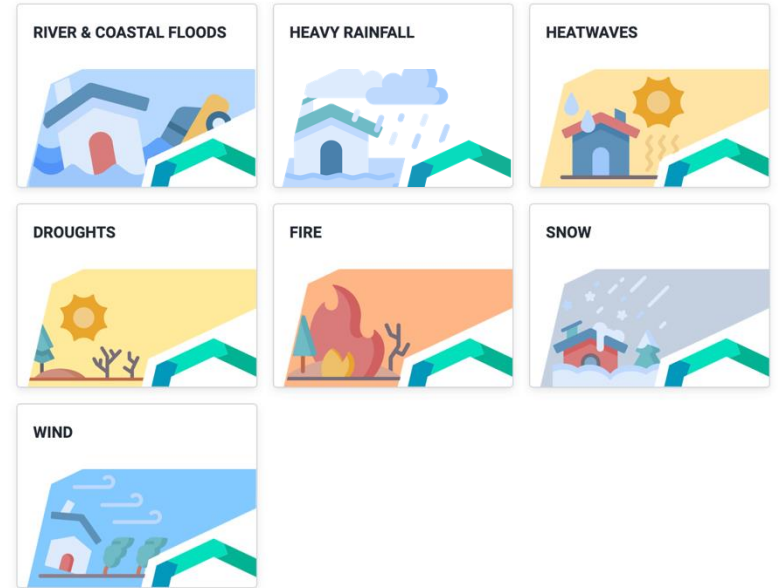 RIVER & COASTAL FLOODS
HEAVY RAINFALL
HEATWAVES
DROUGHTS
FIRE
SNOW
WIND